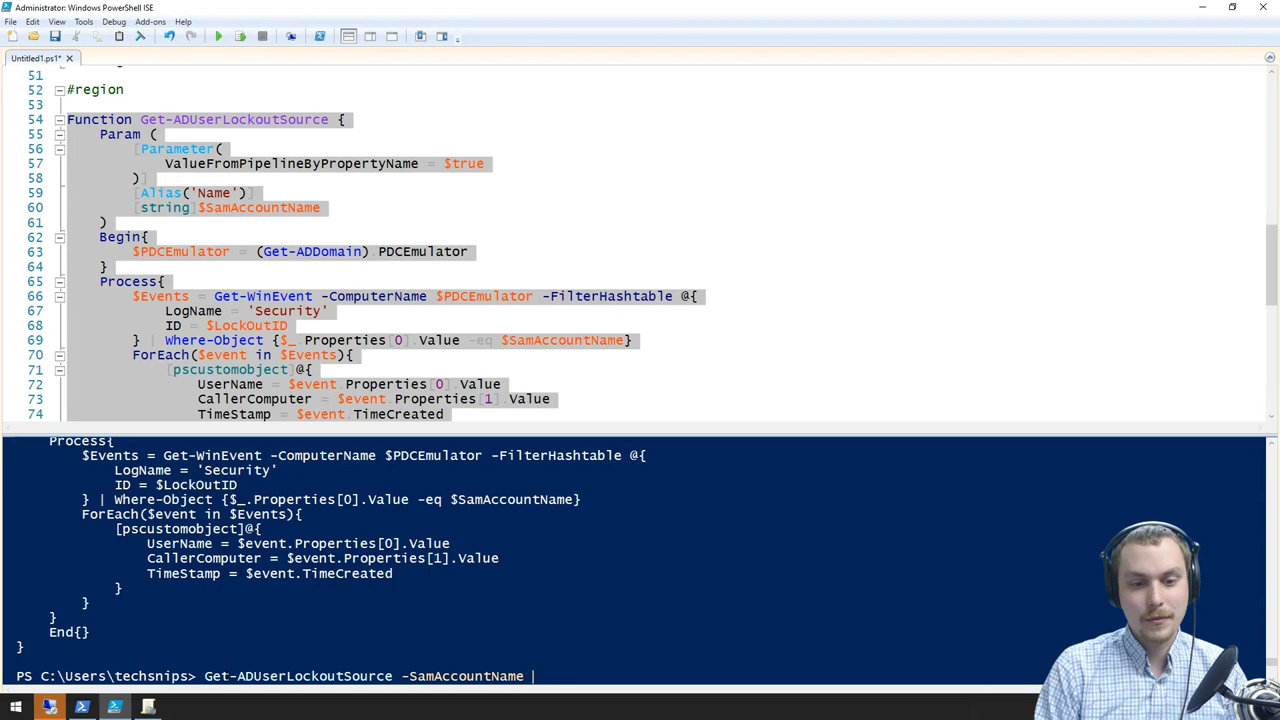 Administrator: Windows PowerShell ISE
File Edit View Tools Debug Add-ons Help
Untitled1.ps1* X
51
52 #region
53
54 Function Get-ADUserLockoutSource {
55 Param (
56 [Parameter(
57 ValueFromPipelineByPropertyName = $true
58 )]
59 [Alias('Name')]
60 [string]$SamAccountName
61 )
62 Begin{
63 $PDCEmulator = (Get-ADDomain).PDCEmulator
64 }
65 Process{
66 $Events = Get-WinEvent -ComputerName $PDCEmulator -FilterHashtable @{
67 LogName = 'Security'
68 ID = $LockOutID
69 } | Where-Object {$_.Properties[0].Value -eq $SamAccountName}
70 ForEach($event in $Events){
71 [pscustomobject]@{
72 UserName = $event.Properties[0].Value
73 CallerComputer = $event.Properties[1].Value
74 TimeStamp = $event.TimeCreated
Process{
$Events = Get-WinEvent -ComputerName $PDCEmulator -FilterHashtable @{
LogName = 'Security'
ID = $LockOutID
} | Where-Object {$_.Properties[0].Value -eq $SamAccountName}
ForEach($event in $Events){
[pscustomobject]@{
UserName = $event.Properties[0].Value
CallerComputer = $event.Properties[1].Value
TimeStamp = $event.TimeCreated
}
}
}
End{}
}
PS C:\Users\techsnips> Get-ADUserLockoutSource -SamAccountName